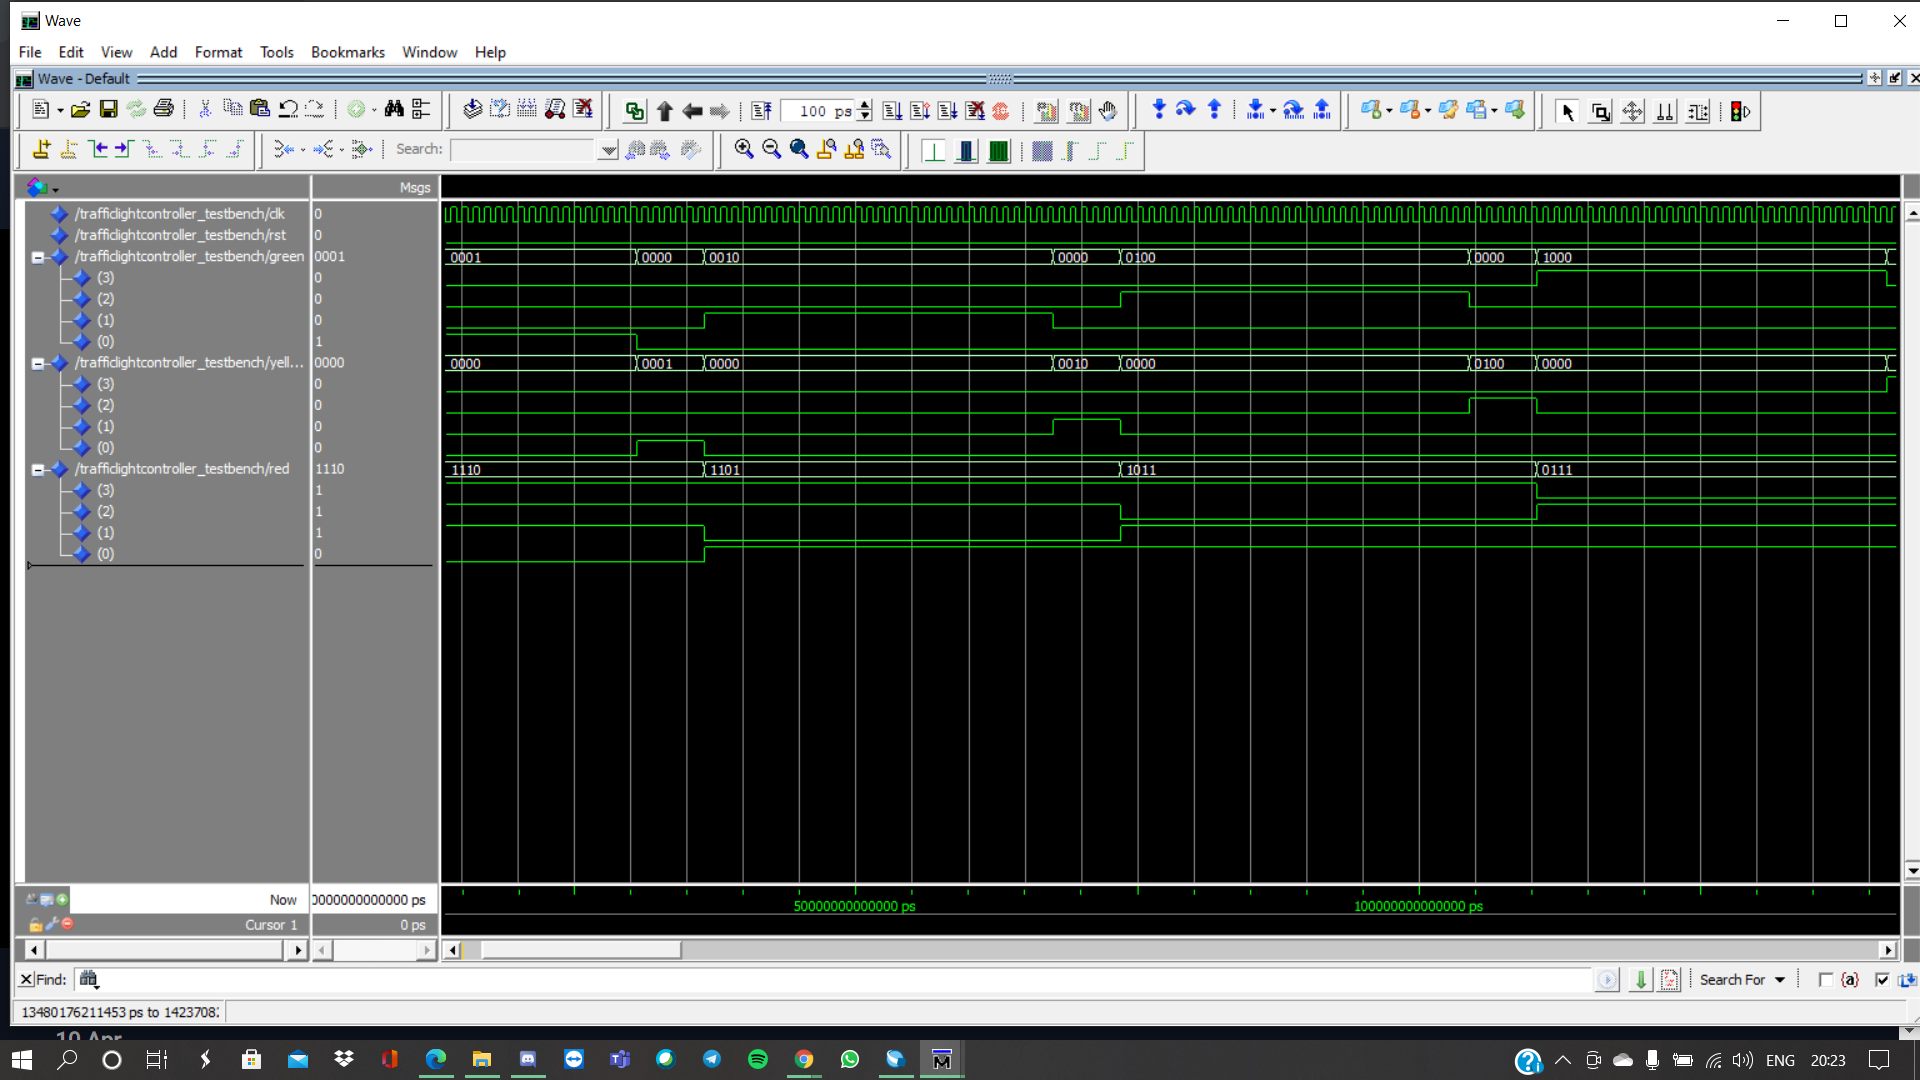 Wave
File Edit View Add Format Tools Bookmarks Window Help
Wave - Default
100 ps
Search:
Msgs
/trafficlightcontroller_testbench/clk 0
/trafficlightcontroller_testbench/rst 0
/trafficlightcontroller_testbench/green 0001 0001 0000 0010 0000 0100 0000 1000
(3) 0
(2) 0
(1) 0
(0) 1
/trafficlightcontroller_testbench/yell... 0000 0000 0001 0000 0010 0000 0100 0000
(3) 0
(2) 0
(1) 0
(0) 0
/trafficlightcontroller_testbench/red 1110 1110 1101 1011 0111
(3) 1
(2) 1
(1) 1
(0) 0
Now 0000000000000 ps 50000000000000 ps 100000000000000 ps
Cursor 1 0 ps
Find: Search For {a}
13480176211453 ps to 14237082
10 Apr
ENG 20:23